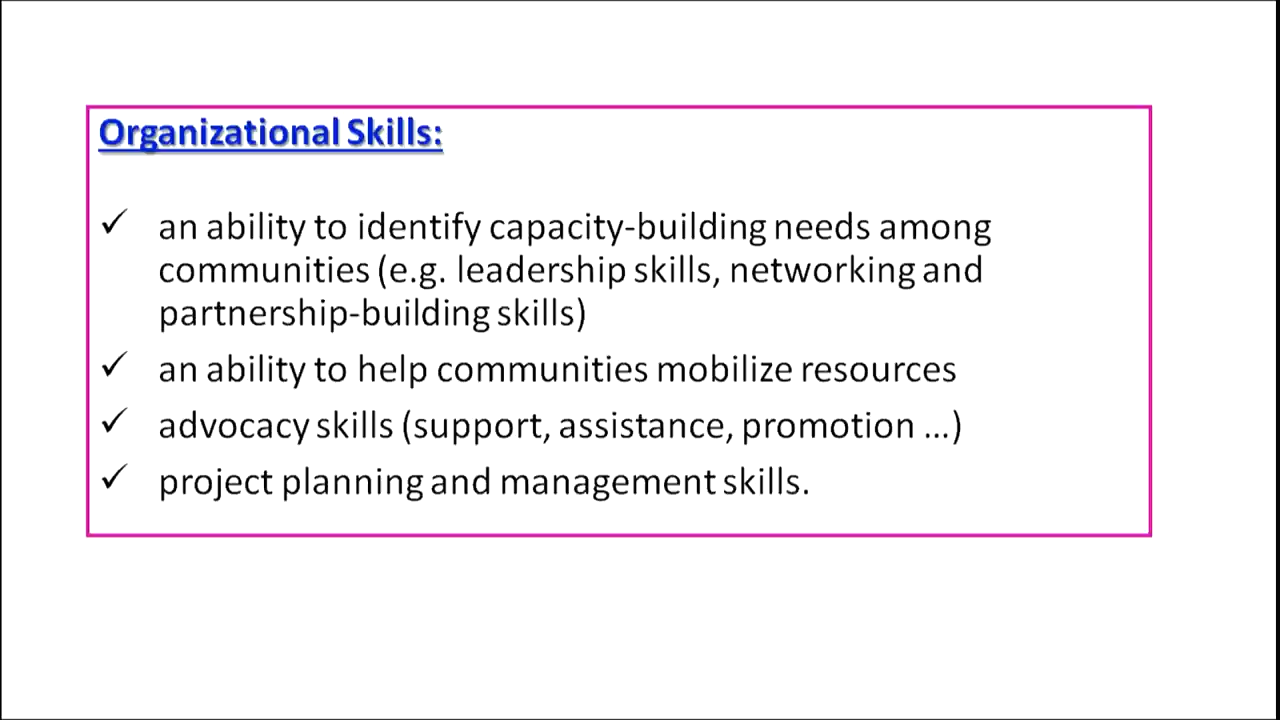 Organizational Skills:
✓ an ability to identify capacity-building needs among
communities (e.g. leadership skills, networking and
partnership-building skills)
✓ an ability to help communities mobilize resources
✓ advocacy skills (support, assistance, promotion ...)
✓ project planning and management skills.